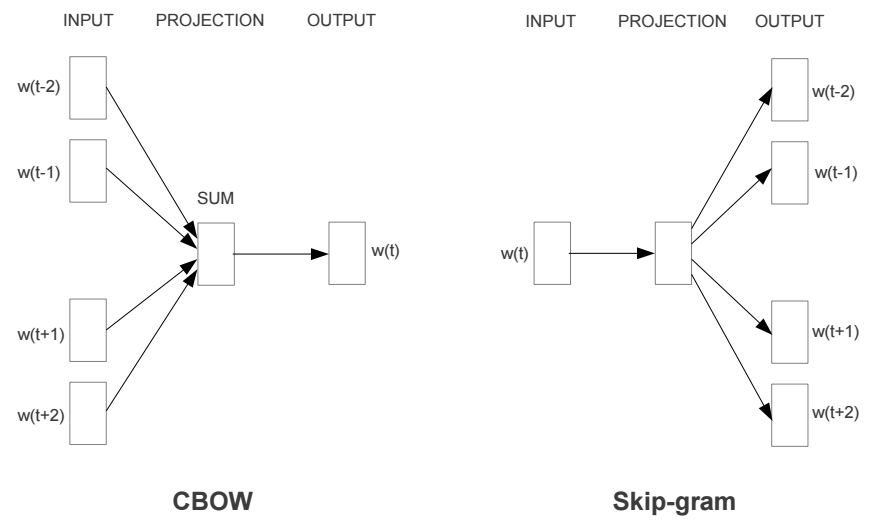 INPUT PROJECTION OUTPUT
w(t-2)
w(t-1)
SUM
w(t)
w(t+1)
w(t+2)
CBOW
INPUT PROJECTION OUTPUT
w(t-2)
w(t-1)
w(t)
w(t+1)
w(t+2)
Skip-gram